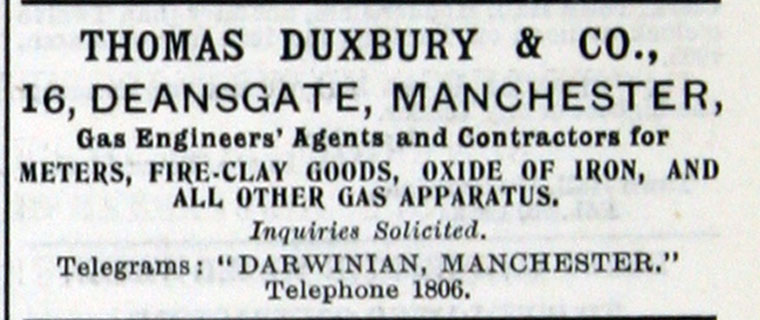 THOMAS DUXBURY & CO.,
16, DEANSGATE, MANCHESTER,
Gas Engineers' Agents and Contractors for
METERS, FIRE-CLAY GOODS, OXIDE OF IRON, AND
ALL OTHER GAS APPARATUS.
Inquiries Solicited.
Telegrams: "DARWINIAN, MANCHESTER."
Telephone 1806.